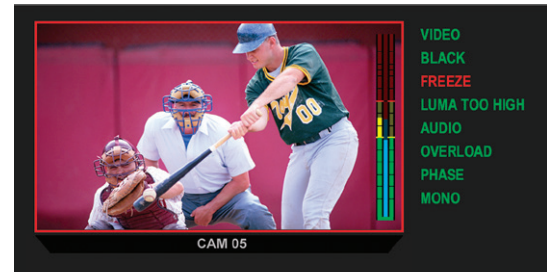 00
CAM 05
VIDEO
BLACK
FREEZE
LUMA TOO HIGH
AUDIO
OVERLOAD
PHASE
MONO